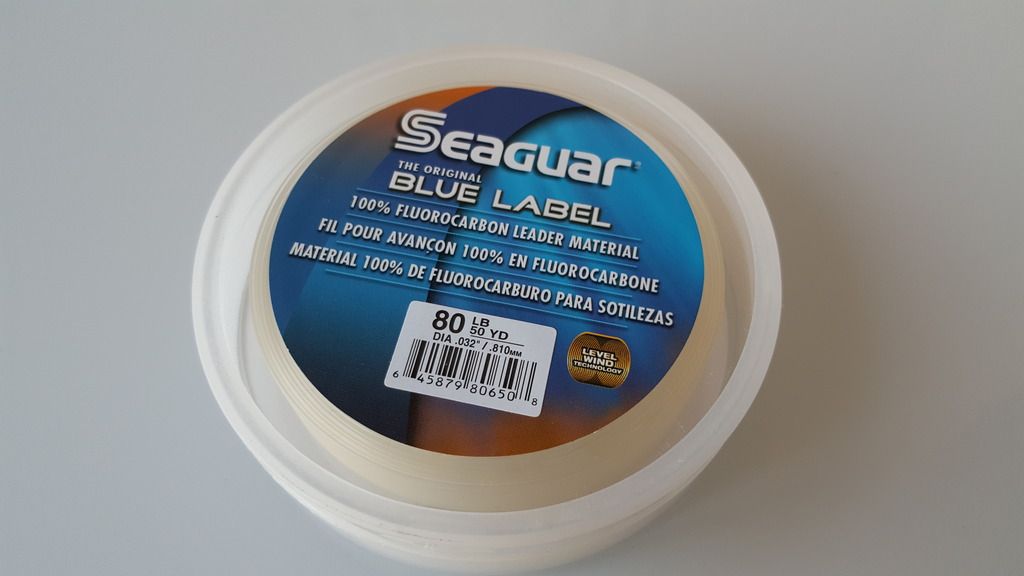 SEAGUAR
THE ORIGINAL
BLUE LABEL
100% FLUOROCARBON LEADER MATERIAL
FIL POUR AVANÇON 100% EN FLUOROCARBONE
MATERIAL 100% DE FLUOROCARBURO PARA SOTILEZAS
80 LB
50 YD
DIA .032" / .810MM
6 45879 80650 8
LEVEL
WIND
TECHNOLOGY